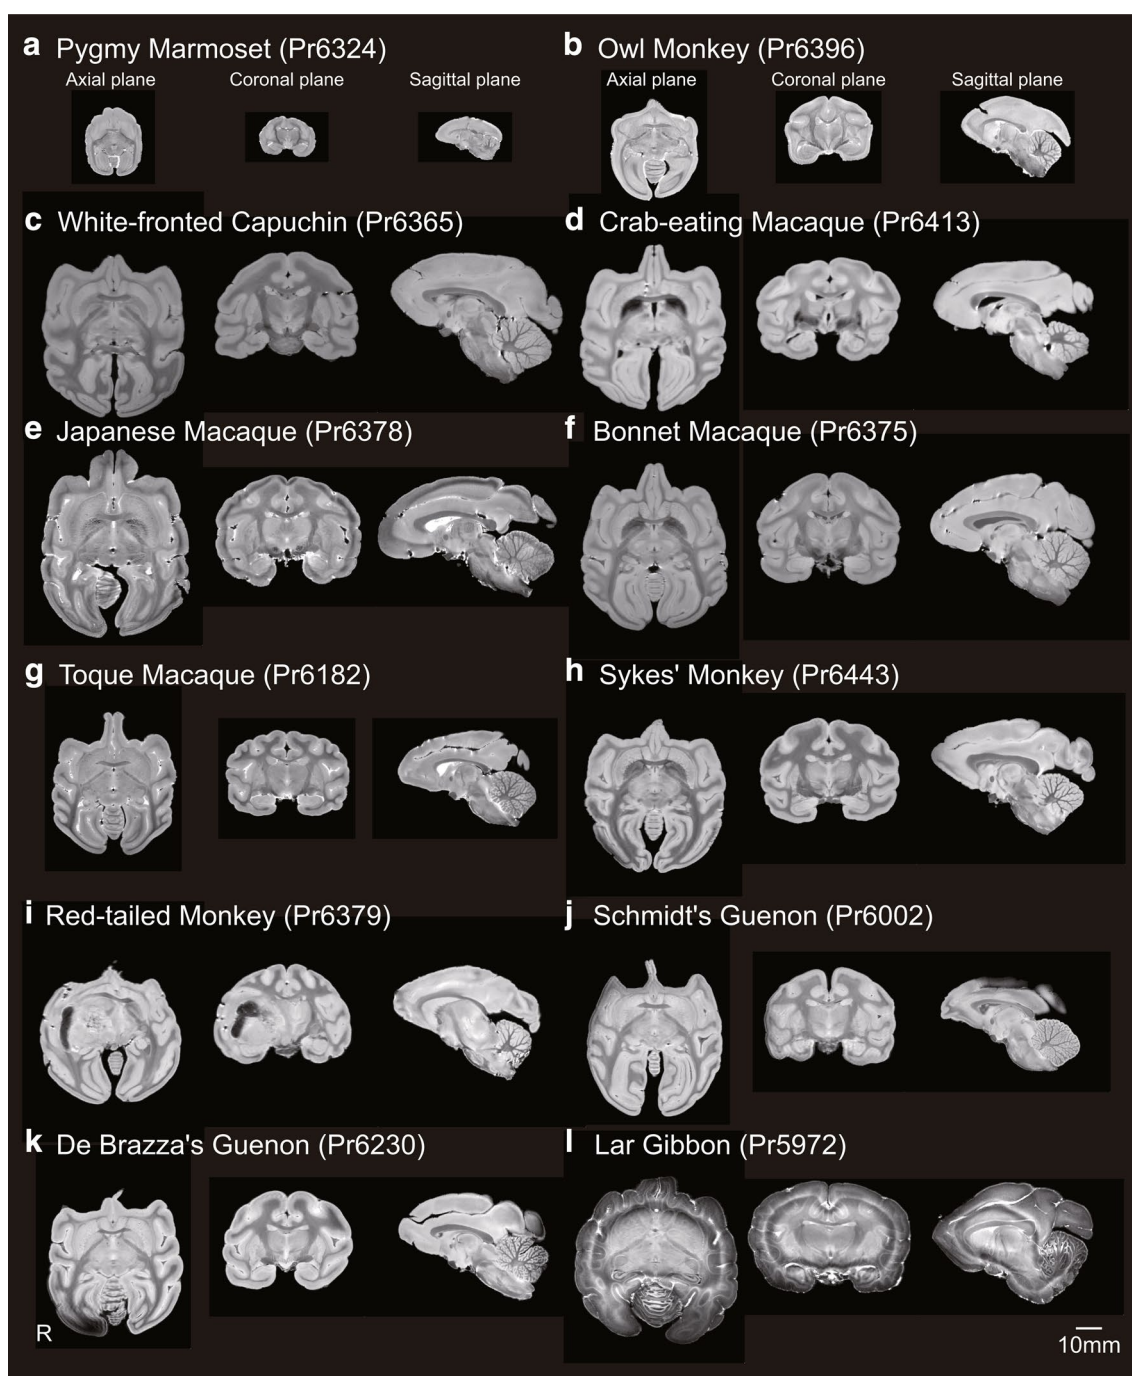 a Pygmy Marmoset (Pr6324)
Axial plane Coronal plane Sagittal plane
b Owl Monkey (Pr6396)
Axial plane Coronal plane Sagittal plane
c White-fronted Capuchin (Pr6365)
d Crab-eating Macaque (Pr6413)
e Japanese Macaque (Pr6378)
f Bonnet Macaque (Pr6375)
g Toque Macaque (Pr6182)
h Sykes' Monkey (Pr6443)
i Red-tailed Monkey (Pr6379)
j Schmidt's Guenon (Pr6002)
k De Brazza's Guenon (Pr6230)
l Lar Gibbon (Pr5972)
R
10mm